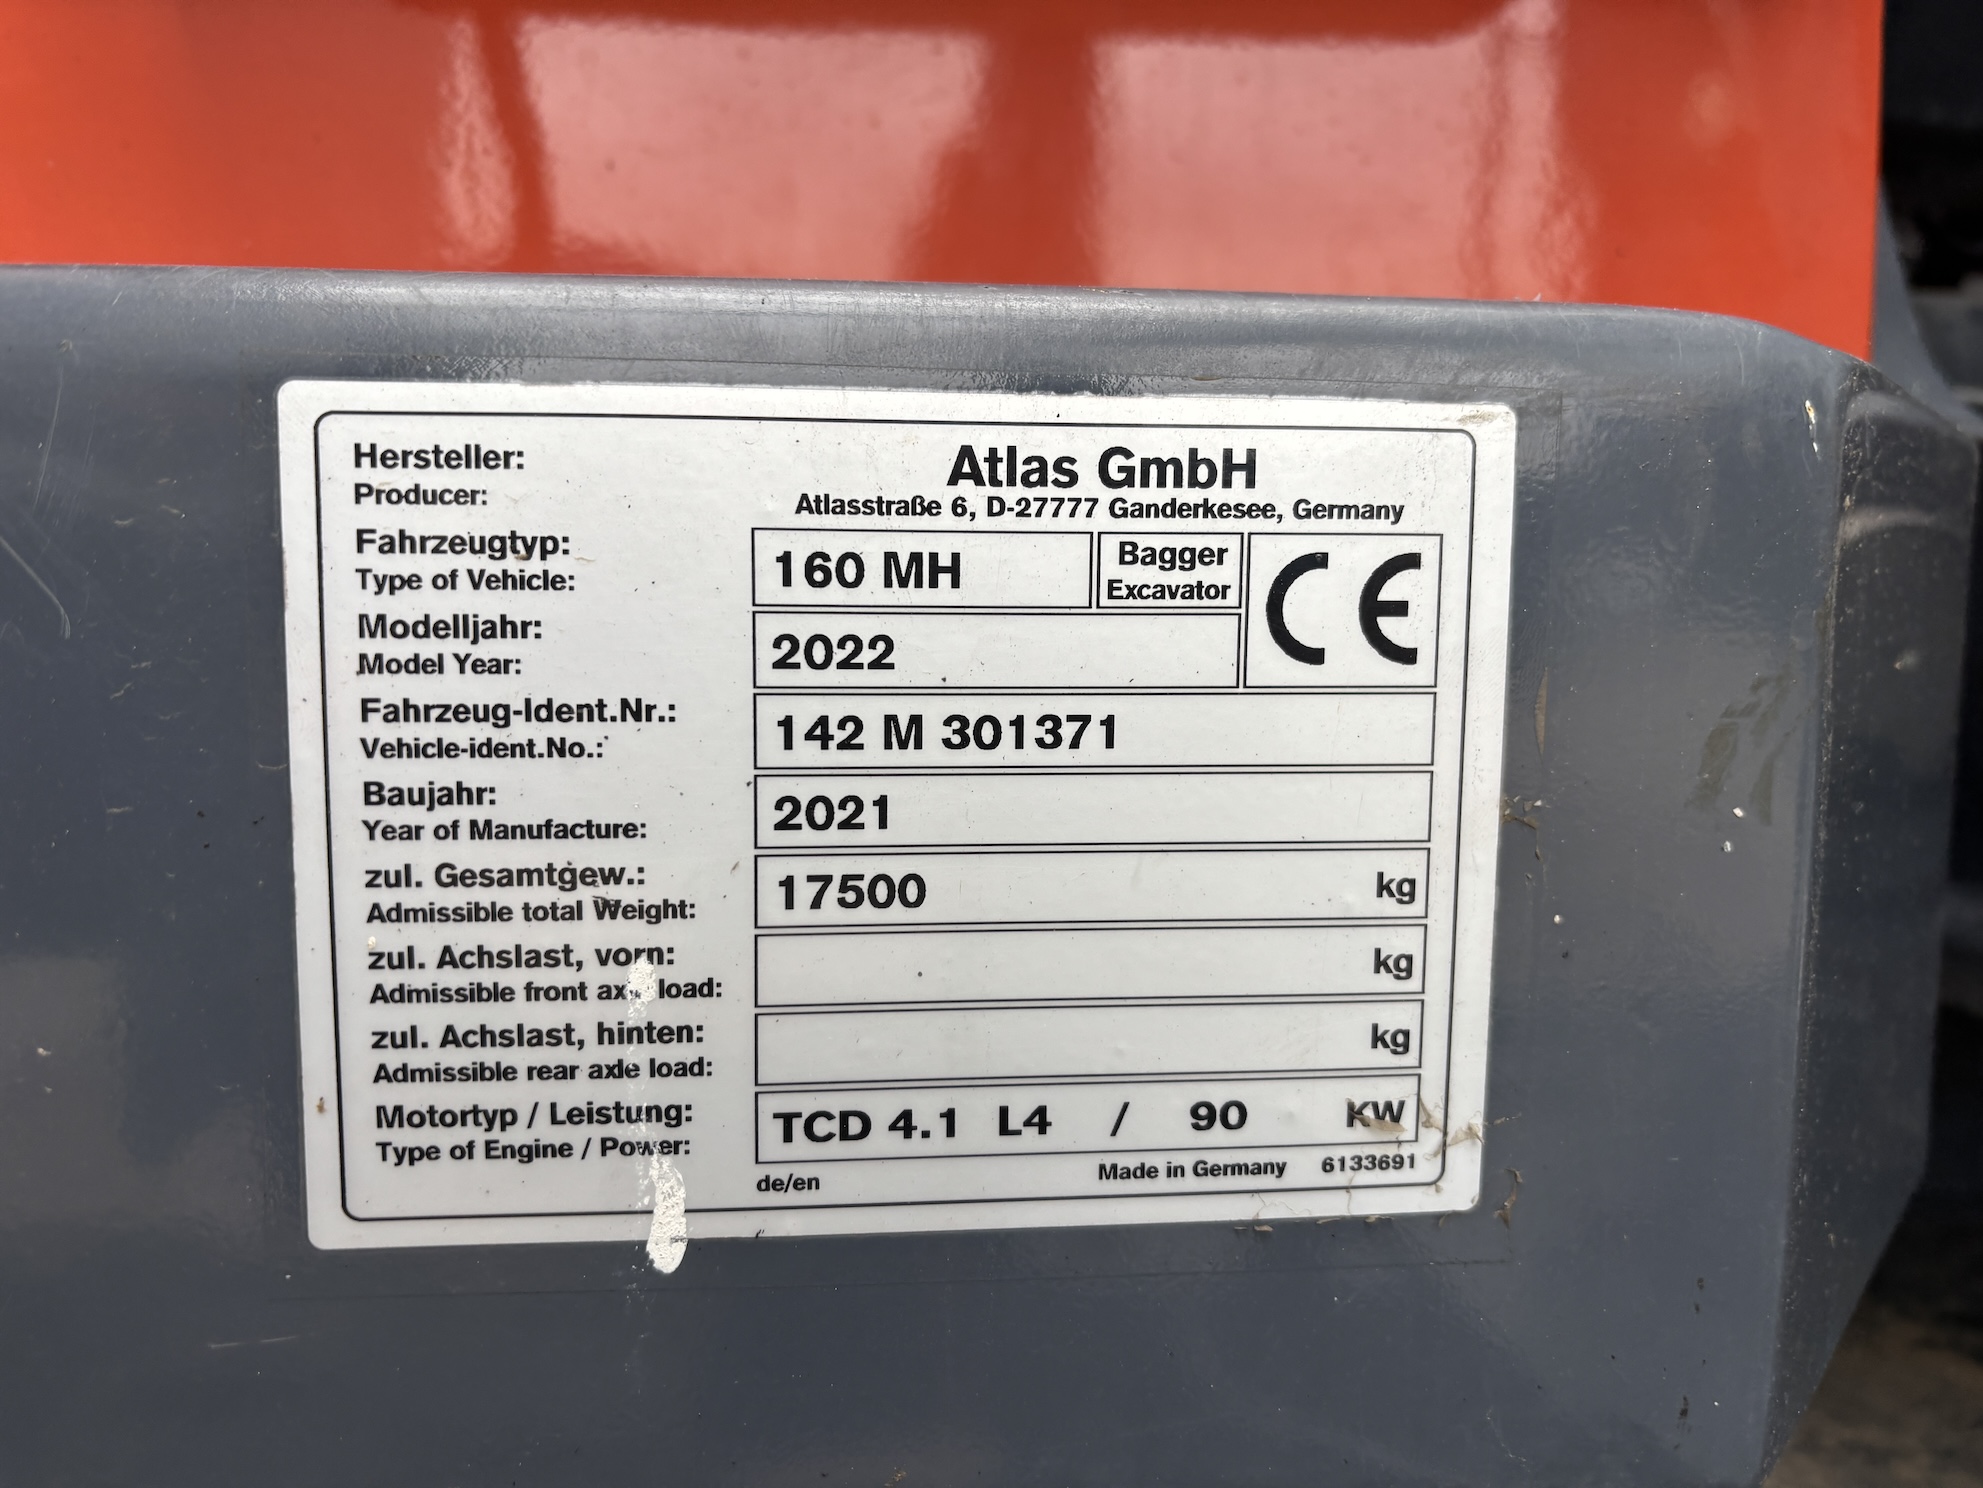 Hersteller:
Producer:
Atlas GmbH
Atlasstraße 6, D-27777 Ganderkesee, Germany
Fahrzeugtyp:
Type of Vehicle:
160 MH
Bagger
Excavator
CE
Modelljahr:
Model Year:
2022
Fahrzeug-Ident.Nr.:
Vehicle-ident.No.:
142 M 301371
Baujahr:
Year of Manufacture:
2021
zul. Gesamtgew.:
Admissible total Weight:
17500 kg
zul. Achslast, vorn:
Admissible front axle load:
kg
zul. Achslast, hinten:
Admissible rear axle load:
kg
Motortyp / Leistung:
Type of Engine / Power:
TCD 4.1 L4 / 90 KW
de/en
Made in Germany 6133691